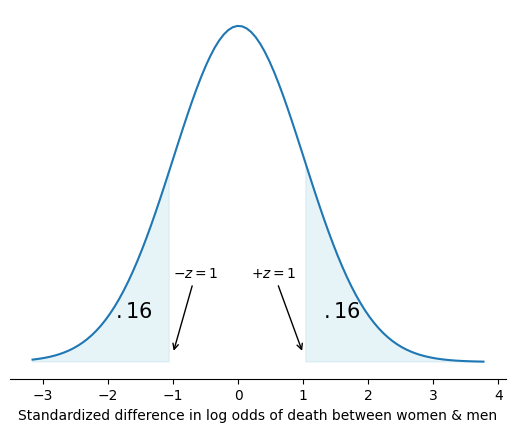 −z = 1
+z = 1
.16
.16
−3 −2 −1 0 1 2 3 4
Standardized difference in log odds of death between women & men